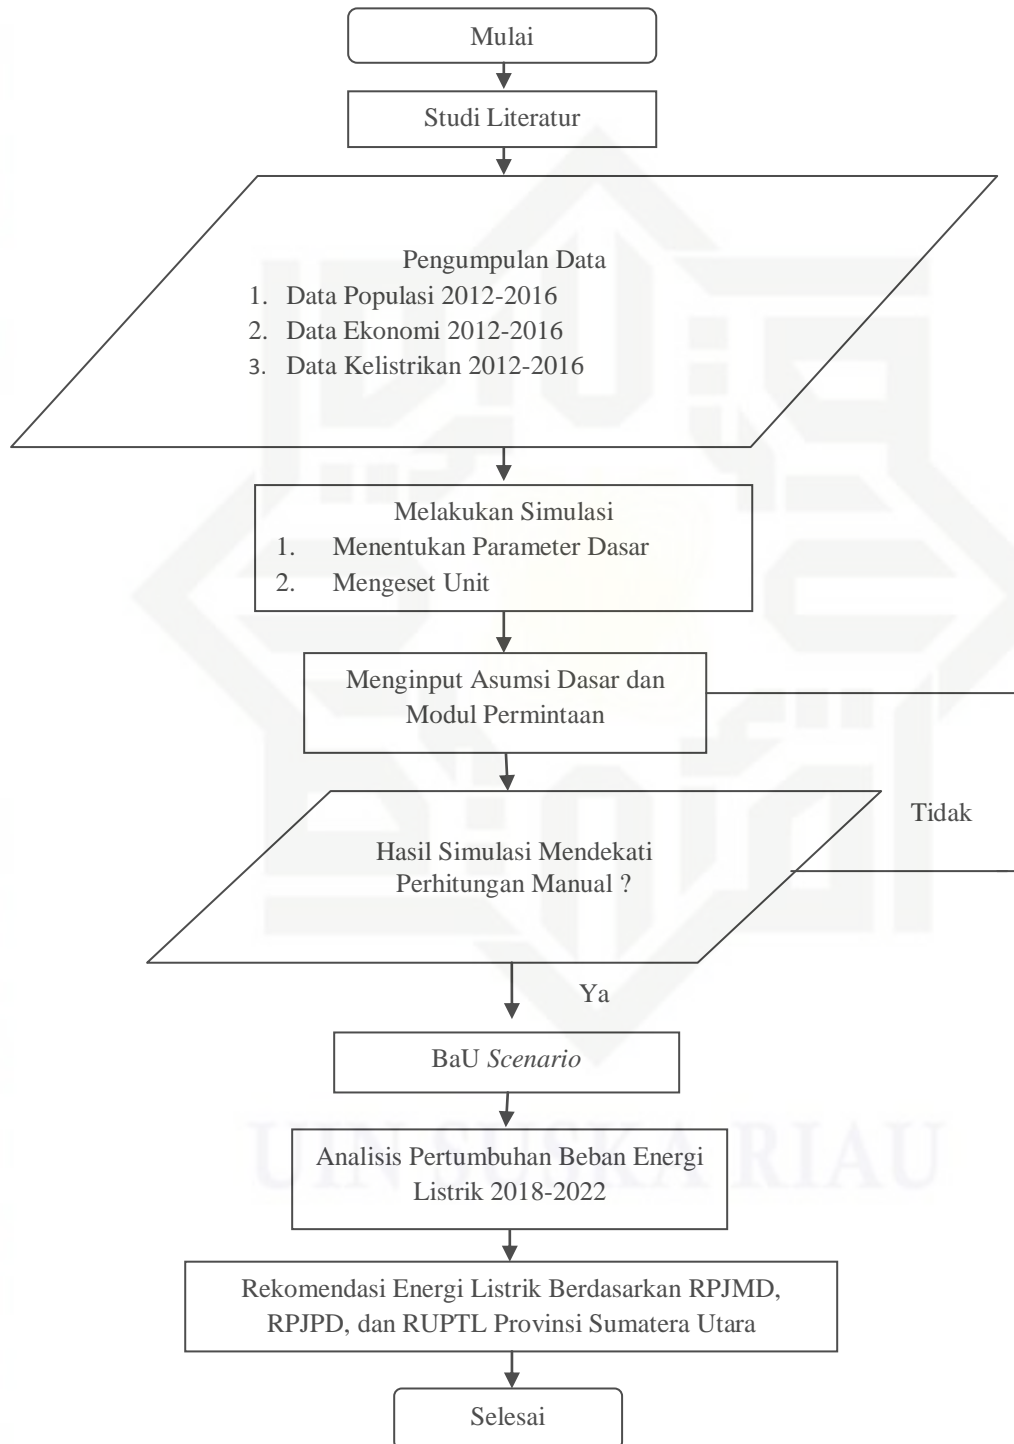 Mulai
Studi Literatur
Pengumpulan Data
1. Data Populasi 2012-2016
2. Data Ekonomi 2012-2016
3. Data Kelistrikan 2012-2016
Melakukan Simulasi
1. Menentukan Parameter Dasar
2. Mengeset Unit
Menginput Asumsi Dasar dan
Modul Permintaan
Tidak
Hasil Simulasi Mendekati
Perhitungan Manual ?
Ya
BaU Scenario
Analisis Pertumbuhan Beban Energi
Listrik 2018-2022
UIN SUSKA RIAU
Rekomendasi Energi Listrik Berdasarkan RPJMD,
RPJPD, dan RUPTL Provinsi Sumatera Utara
Selesai